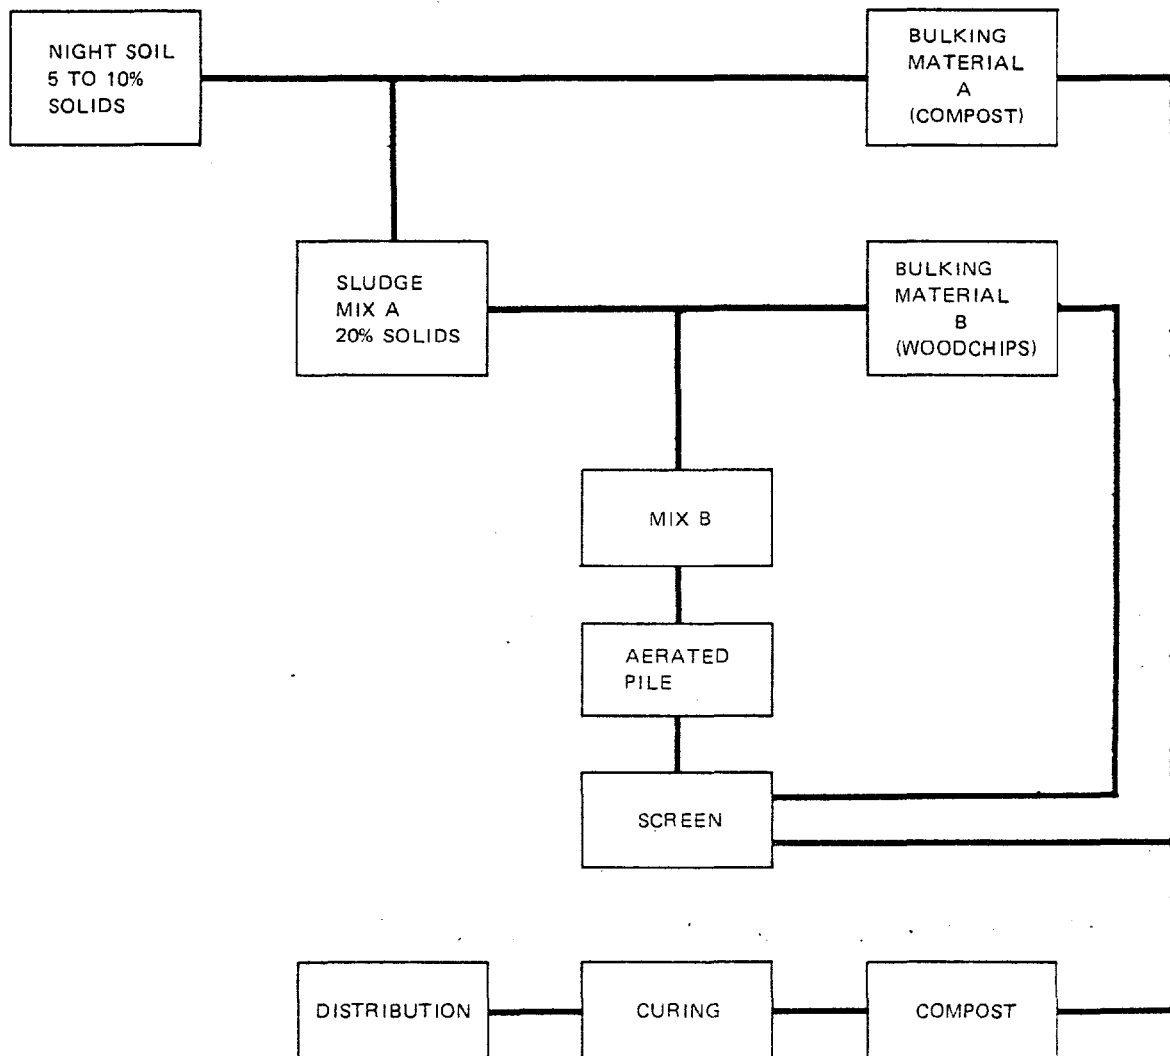 NIGHT SOIL
5 TO 10%
SOLIDS
BULKING
MATERIAL
A
(COMPOST)
SLUDGE
MIX A
20% SOLIDS
BULKING
MATERIAL
B
(WOODCHIPS)
MIX B
AERATED
PILE
SCREEN
DISTRIBUTION
CURING
COMPOST